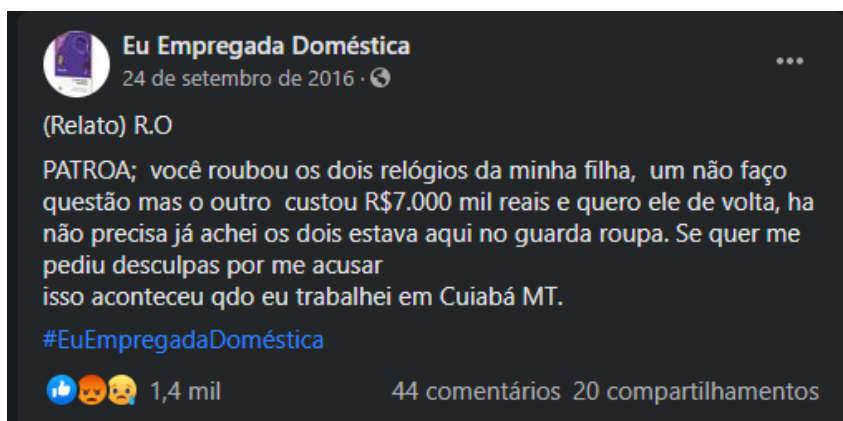 Eu Empregada Doméstica
24 de setembro de 2016 ·
(Relato) R.O
PATROA; você roubou os dois relógios da minha filha, um não faço
questão mas o outro custou R$7.000 mil reais e quero ele de volta, ha
não precisa já achei os dois estava aqui no guarda roupa. Se quer me
pediu desculpas por me acusar
isso aconteceu qdo eu trabalhei em Cuiabá MT.
#EuEmpregadaDoméstica
1,4 mil 44 comentários 20 compartilhamentos